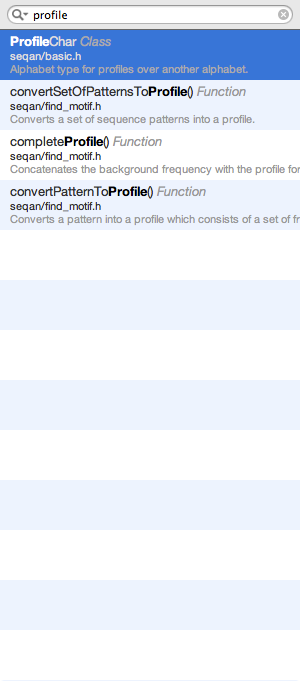 profile
ProfileChar Class
seqan/basic.h
Alphabet type for profiles over another alphabet.
convertSetOfPatternsToProfile() Function
seqan/find_motif.h
Converts a set of sequence patterns into a profile.
completeProfile() Function
seqan/find_motif.h
Concatenates the background frequency with the profile for
convertPatternToProfile() Function
seqan/find_motif.h
Converts a pattern into a profile which consists of a set of fr